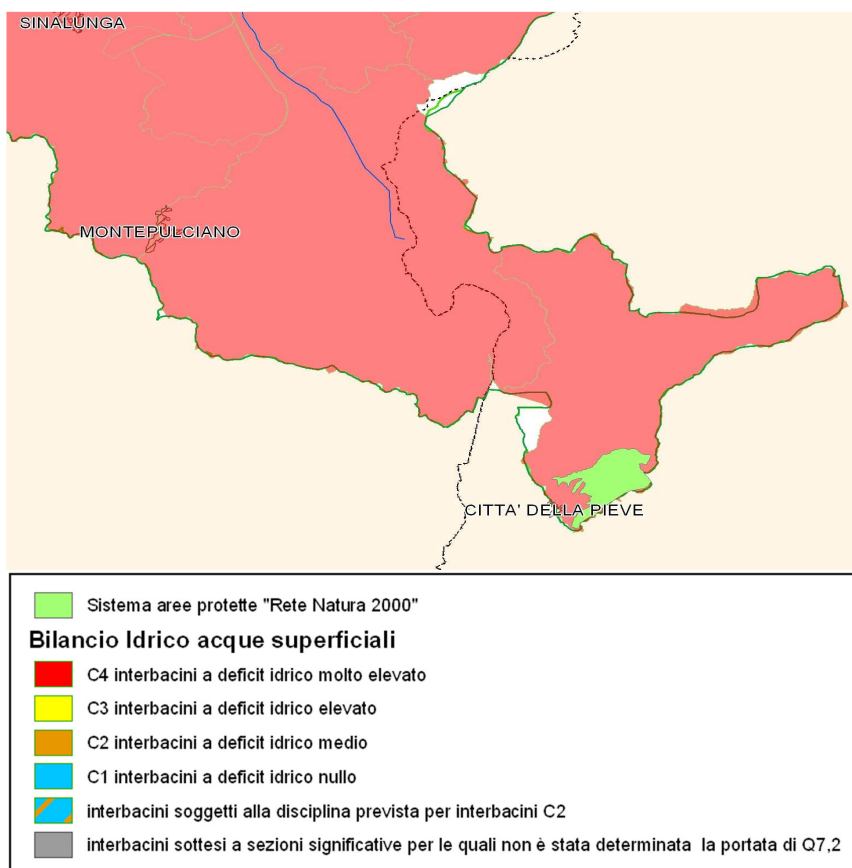 SINALUNGA
MONTEPULCIANO
CITTA' DELLA PIEVE
Sistema aree protette "Rete Natura 2000"
Bilancio Idrico acque superficiali
C4 interbacini a deficit idrico molto elevato
C3 interbacini a deficit idrico elevato
C2 interbacini a deficit idrico medio
C1 interbacini a deficit idrico nullo
interbacini soggetti alla disciplina prevista per interbacini C2
interbacini sottesi a sezioni significative per le quali non è stata determinata la portata di Q7,2